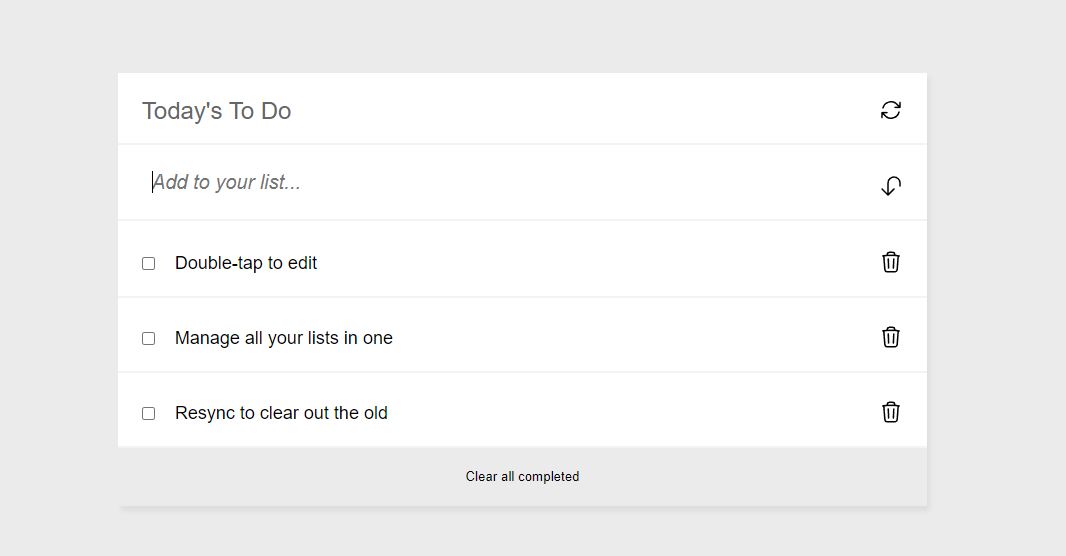 Today's To Do
Add to your list...
Double-tap to edit
Manage all your lists in one
Resync to clear out the old
Clear all completed